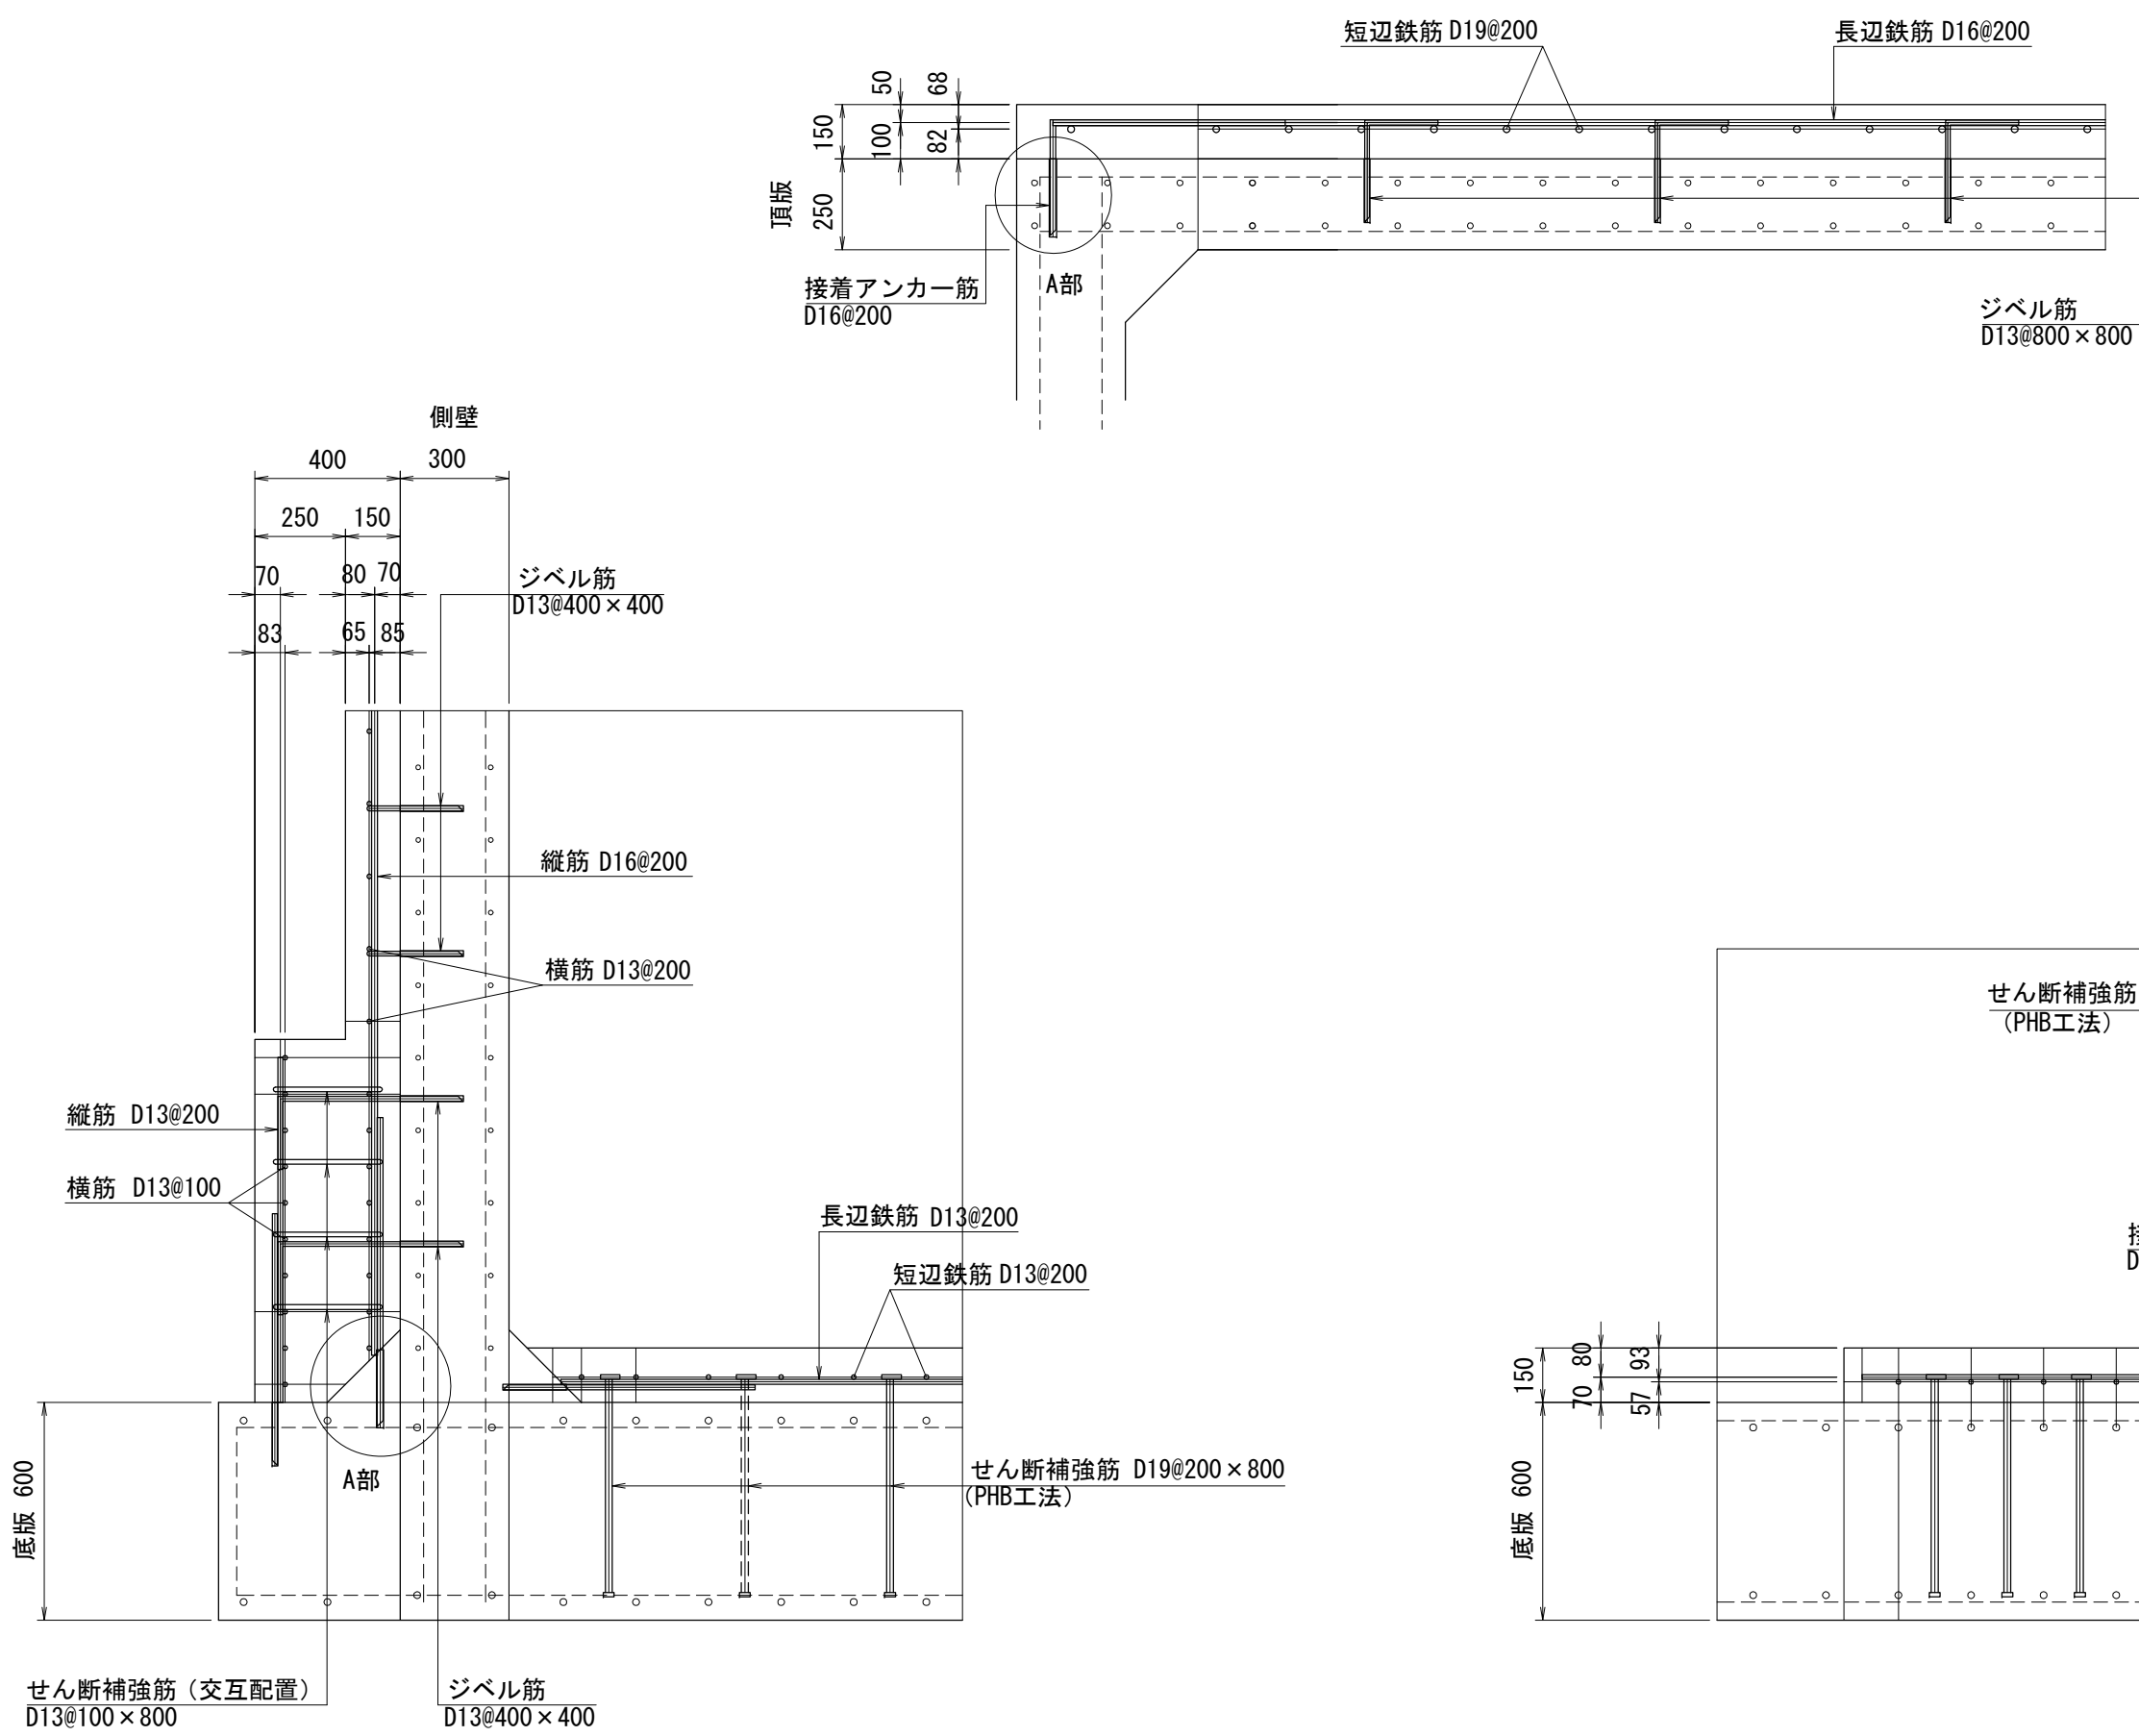 短辺鉄筋 D19@200
長辺鉄筋 D16@200
50
68
150
100
82
頂版
250
接着アンカー筋
D16@200
A部
ジベル筋
D13@800×800
側壁
400
300
250
150
70
80
70
ジベル筋
D13@400×400
83
65
85
縦筋 D16@200
横筋 D13@200
せん断補強筋
(PHB工法)
縦筋 D13@200
横筋 D13@100
長辺鉄筋 D13@200
短辺鉄筋 D13@200
D
150
80
93
70
57
A部
底版 600
せん断補強筋 D19@200×800
(PHB工法)
底版 600
せん断補強筋(交互配置)
D13@100×800
ジベル筋
D13@400×400